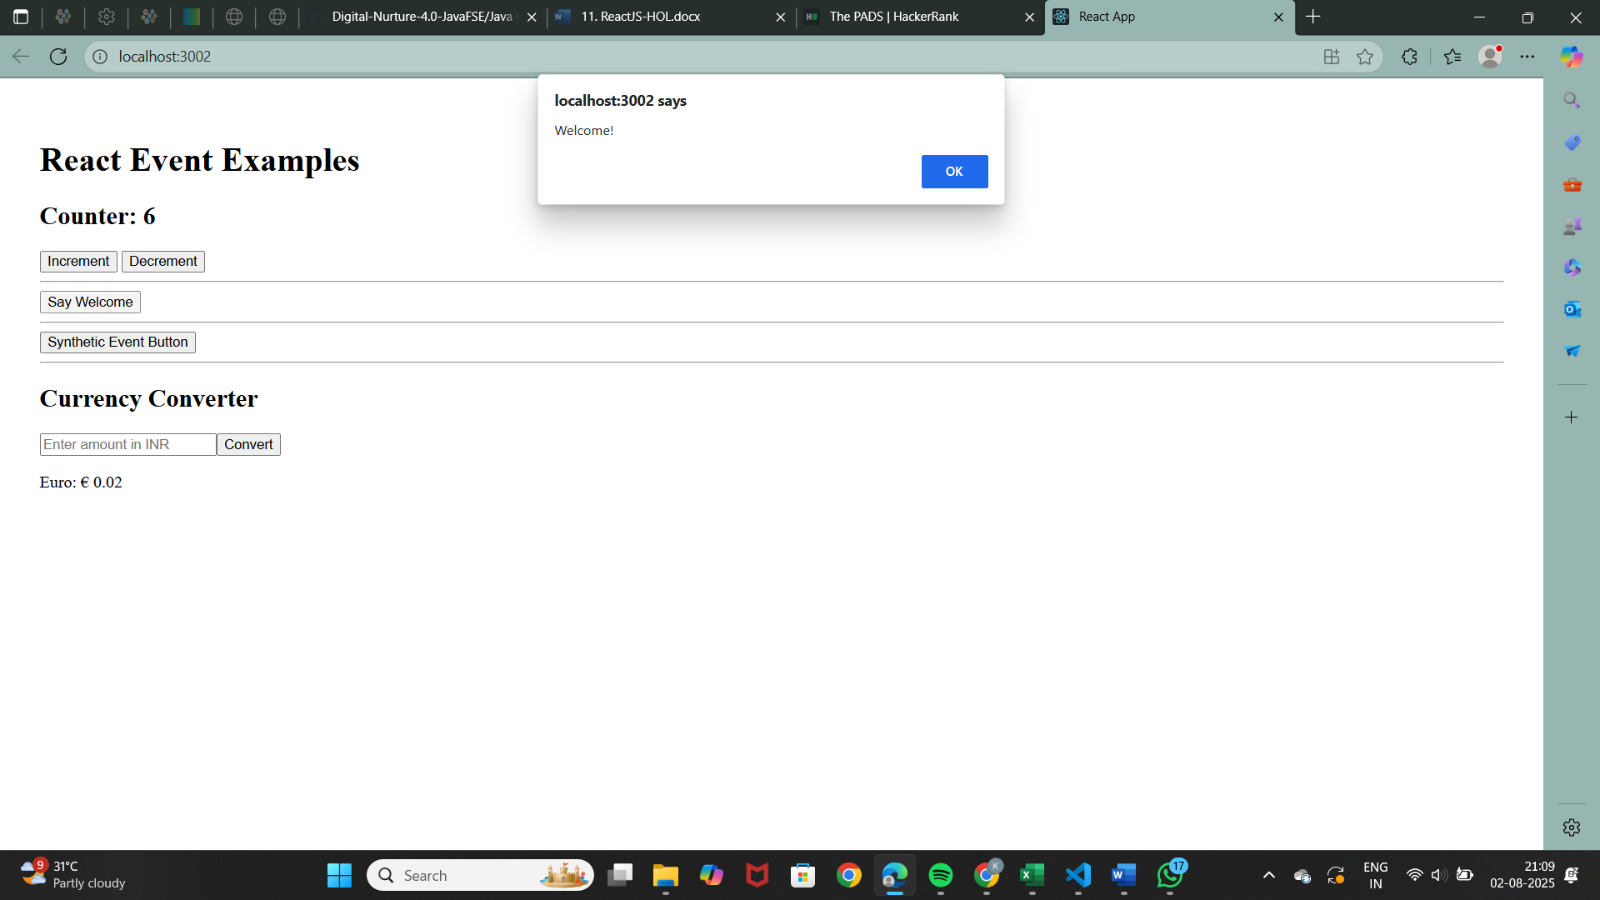 Digital-Nurture-4.0-JavaFSE/Java
11. ReactJS-HOL.docx
The PADS | HackerRank
React App
localhost:3002
localhost:3002 says
Welcome!
OK
React Event Examples
Counter: 6
Increment Decrement
Say Welcome
Synthetic Event Button
Currency Converter
Enter amount in INR Convert
Euro: € 0.02
9
31°C
Partly cloudy
Search
K
17
ENG
IN
21:09
02-08-2025